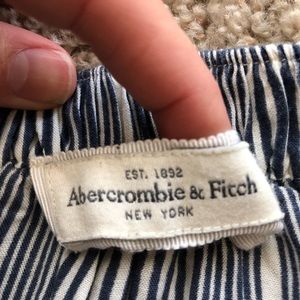 EST. 1892
Abercrombie & Fitch
NEW YORK